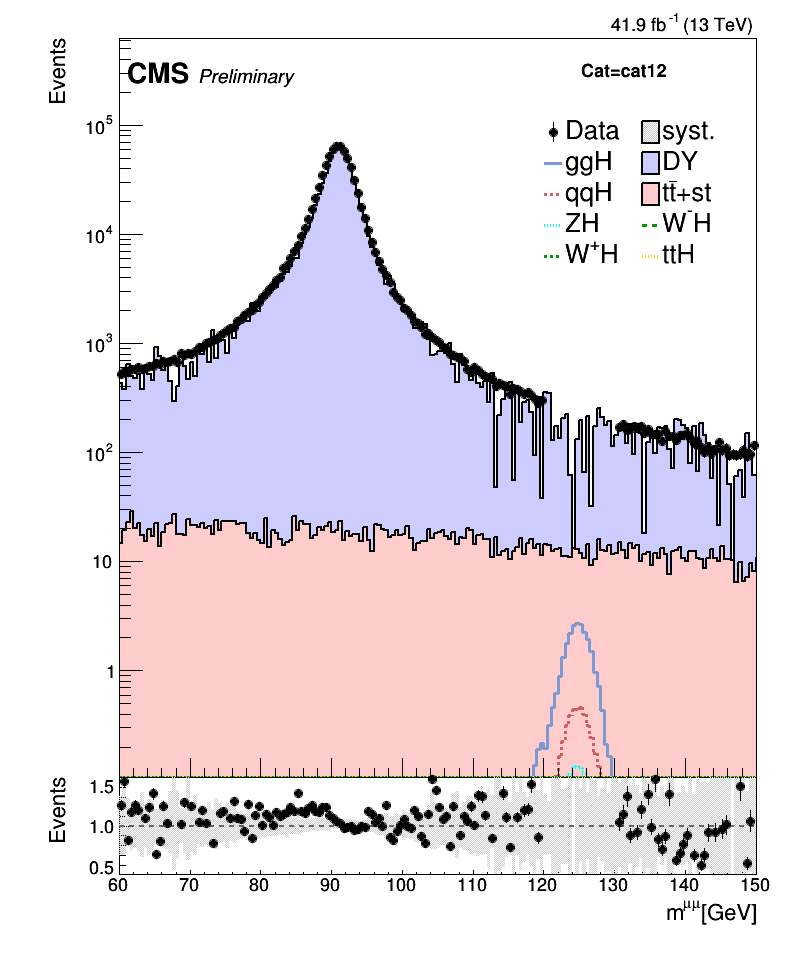 41.9 fb⁻¹ (13 TeV)
Events
CMS Preliminary
Cat=cat12
Data syst.
ggH DY
qqH tt̄+st
ZH W⁻H
W⁺H ttH
10⁵
10⁴
10³
10²
10
1
Events
1.5
1.0
0.5
60 70 80 90 100 110 120 130 140 150
m^μμ[GeV]